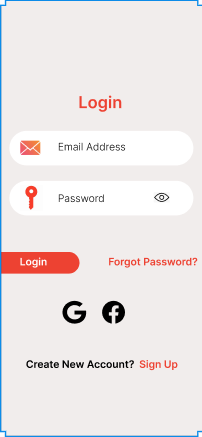 Login
Email Address
Password
Login Forgot Password?
Create New Account? Sign Up